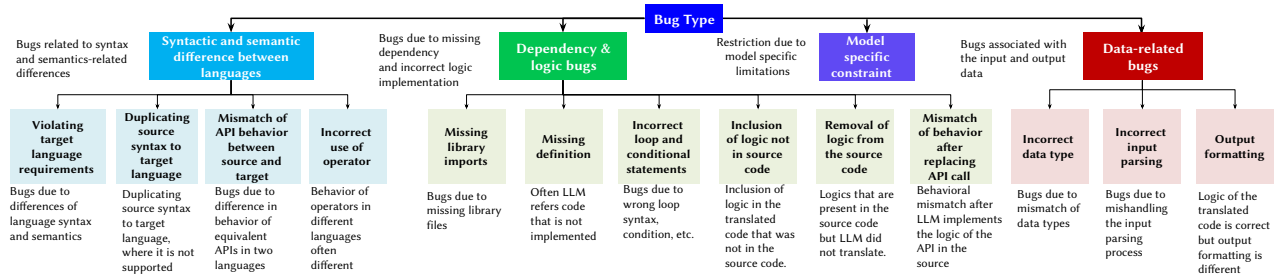 Bug Type
Bugs related to syntax
and semantics-related
differences
Syntactic and semantic
difference between
languages
Bugs due to missing
dependency
and incorrect logic
implementation
Dependency &
logic bugs
Restriction due to
model specific
limitations
Model
specific
constraint
Bugs associated with
the input and output
data
Data-related
bugs
Violating
target
language
requirements
Bugs due to
differences of
language syntax
and semantics
Duplicating
source
syntax to
target
language
Duplicating
source syntax
to target
language,
where it is not
supported
Mismatch of
API behavior
between
source and
target
Bugs due to
difference in
behavior of
equivalent
APIs in two
languages
Incorrect
use of
operator
Behavior of
operators in
different
languages
often
different
Missing
library
imports
Bugs due to
missing library
files
Missing
definition
Often LLM
refers code
that is not
implemented
Incorrect
loop and
conditional
statements
Bugs due to
wrong loop
syntax,
condition, etc.
Inclusion
of logic not
in source
code
Inclusion of
logic in the
translated
code that was
not in the
source code.
Removal of
logic from
the source
code
Logics that are
present in the
source code
but LLM did
not translate.
Mismatch
of behavior
after
replacing
API call
Behavioral
mismatch after
LLM implements
the logic of the
API in the
source
Incorrect
data type
Bugs due to
mismatch of
data types
Incorrect
input
parsing
Bugs due to
mishandling
the input
parsing
process
Output
formatting
Logic of the
translated
code is correct
but output
formatting is
different